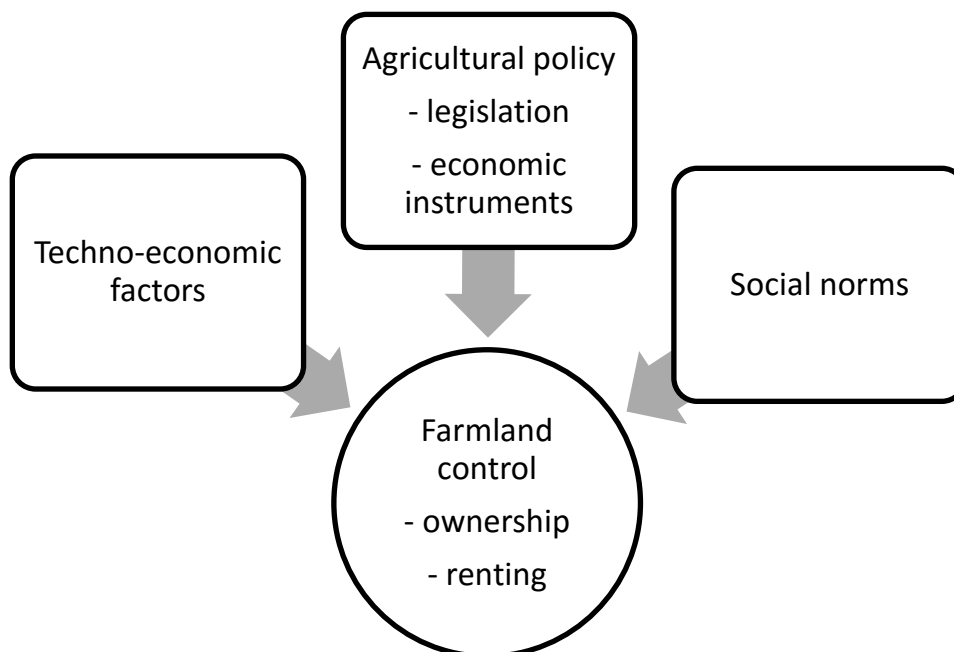 Agricultural policy
- legislation
- economic
instruments
Techno-economic
factors
Social norms
Farmland
control
- ownership
- renting